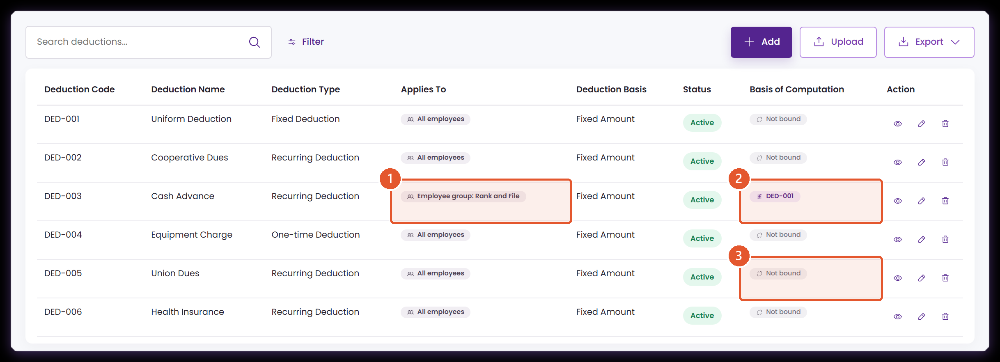 Search deductions...
Filter
Add
Upload
Export
Deduction Code Deduction Name Deduction Type Applies To Deduction Basis Status Basis of Computation Action
DED-001 Uniform Deduction Fixed Deduction All employees Fixed Amount Active Not bound
DED-002 Cooperative Dues Recurring Deduction All employees Fixed Amount Active Not bound
1 2
DED-003 Cash Advance Recurring Deduction Employee group: Rank and File Fixed Amount Active DED-001
DED-004 Equipment Charge One-time Deduction All employees Fixed Amount Active Not bound
3
DED-005 Union Dues Recurring Deduction All employees Fixed Amount Active Not bound
DED-006 Health Insurance Recurring Deduction All employees Fixed Amount Active Not bound